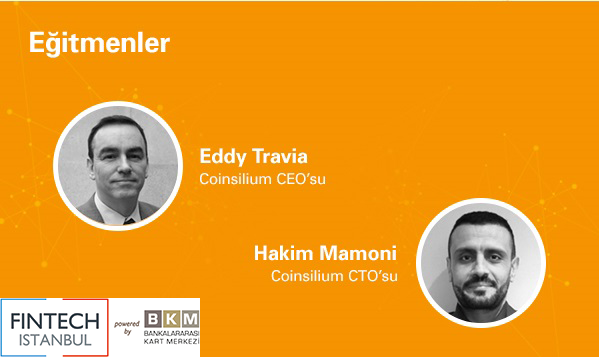 Eğitmenler
Eddy Travia
Coinsilium CEO'su
Hakim Mamoni
Coinsilium CTO'su
FINTECH
ISTANBUL
powered
by
BKM
BANKALARARASI
KART MERKEZİ